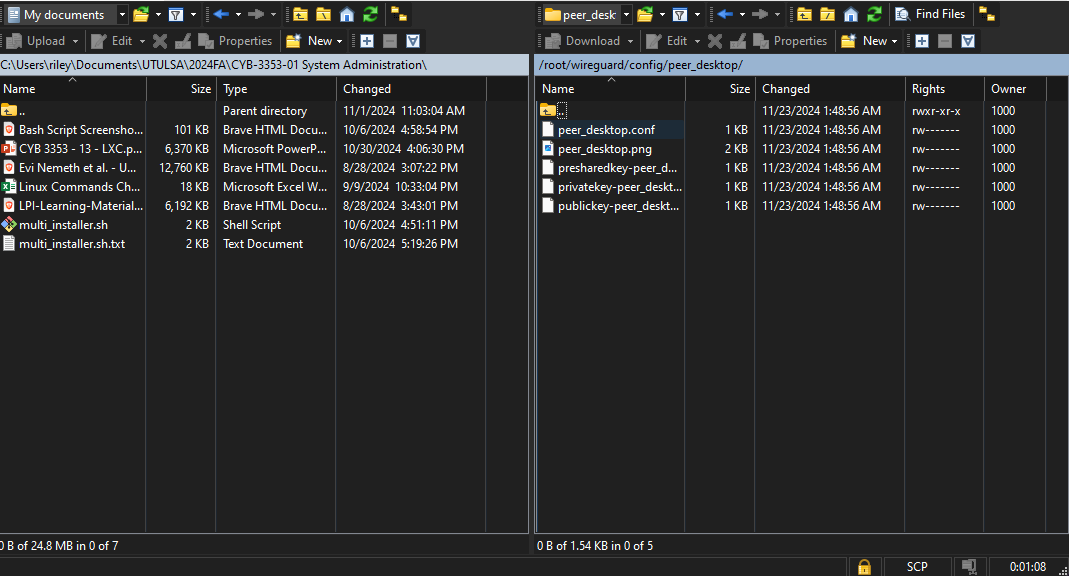 My documents peer_desk Find Files
Upload Edit Properties New Download Edit Properties New
C:\Users\riley\Documents\UTULSA\2024FA\CYB-3353-01 System Administration\ /root/wireguard/config/peer_desktop/
Name Size Type Changed Name Size Changed Rights Owner
.. Parent directory 11/1/2024 11:03:04 AM .. 11/23/2024 1:48:56 AM rwxr-xr-x 1000
Bash Script Screensho... 101 KB Brave HTML Docu... 10/6/2024 4:58:54 PM peer_desktop.conf 1 KB 11/23/2024 1:48:56 AM rw------- 1000
CYB 3353 - 13 - LXC.p... 6,370 KB Microsoft PowerP... 10/30/2024 4:06:30 PM peer_desktop.png 2 KB 11/23/2024 1:48:56 AM rw------- 1000
Evi Nemeth et al. - U... 12,760 KB Brave HTML Docu... 8/28/2024 3:07:22 PM presharedkey-peer_d... 1 KB 11/23/2024 1:48:56 AM rw------- 1000
Linux Commands Ch... 18 KB Microsoft Excel W... 9/9/2024 10:33:04 PM privatekey-peer_deskt... 1 KB 11/23/2024 1:48:56 AM rw------- 1000
LPI-Learning-Material... 6,192 KB Brave HTML Docu... 8/28/2024 3:43:01 PM publickey-peer_deskt... 1 KB 11/23/2024 1:48:56 AM rw------- 1000
multi_installer.sh 2 KB Shell Script 10/6/2024 4:51:11 PM
multi_installer.sh.txt 2 KB Text Document 10/6/2024 5:19:26 PM
0 B of 24.8 MB in 0 of 7 0 B of 1.54 KB in 0 of 5
SCP 0:01:08